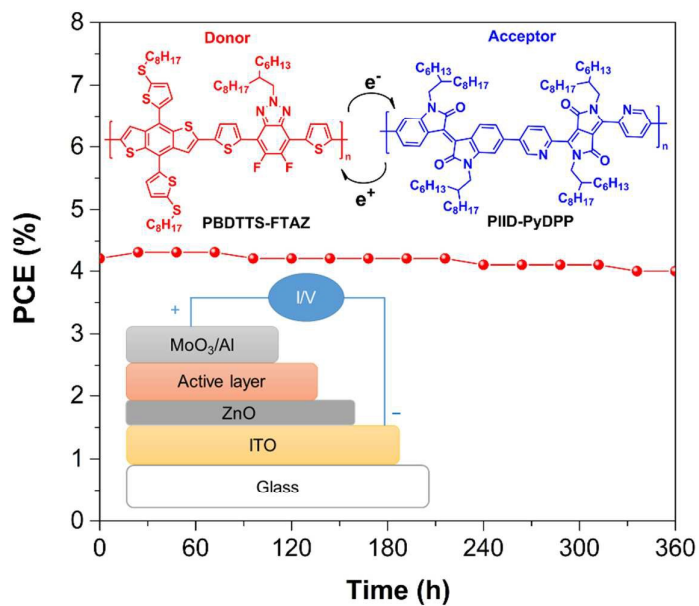 8
7
6
5
4
3
2
1
0
PCE (%)
Donor
Acceptor
C8H17
S
S
C6H13
C8H17
N
N N
S
S
S
S
F F
S
S
C8H17
n
PBDTTS-FTAZ
e-
e+
C6H13
C8H17
N
O
O
N
C6H13
C8H17
C6H13
C8H17
O
N
N
N
N
O
C6H13
C8H17
n
PIID-PyDPP
I/V
+
–
MoO3/Al
Active layer
ZnO
ITO
Glass
0 60 120 180 240 300 360
Time (h)